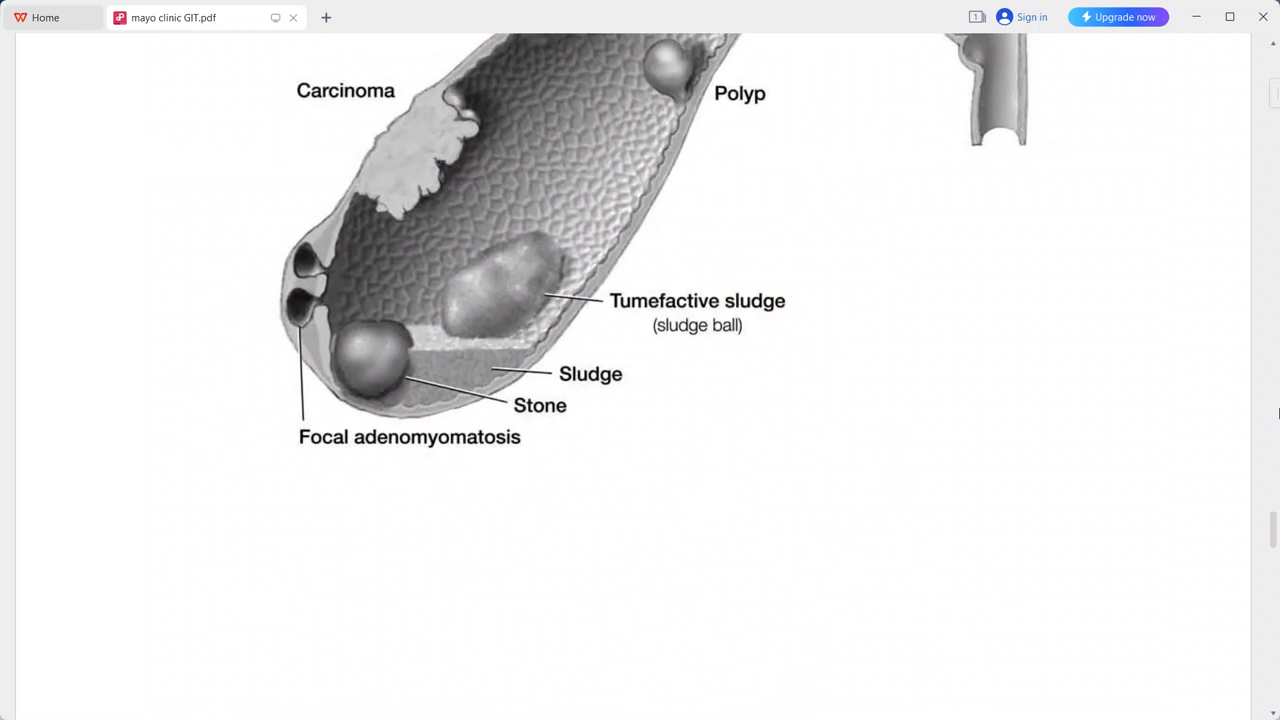 Home
mayo clinic GIT.pdf
1
Sign in
Upgrade now
Carcinoma
Polyp
Tumefactive sludge
(sludge ball)
Sludge
Stone
Focal adenomyomatosis